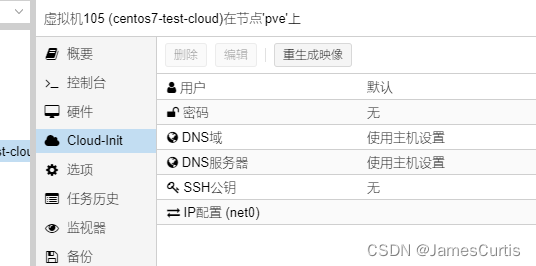 虚拟机105 (centos7-test-cloud)在节点'pve'上
概要
控制台
硬件
Cloud-Init
选项
任务历史
监视器
备份
st-clou
删除 编辑 重生成映像
用户 默认
密码 无
DNS域 使用主机设置
DNS服务器 使用主机设置
SSH公钥 无
IP配置 (net0)
CSDN @JamesCurtis